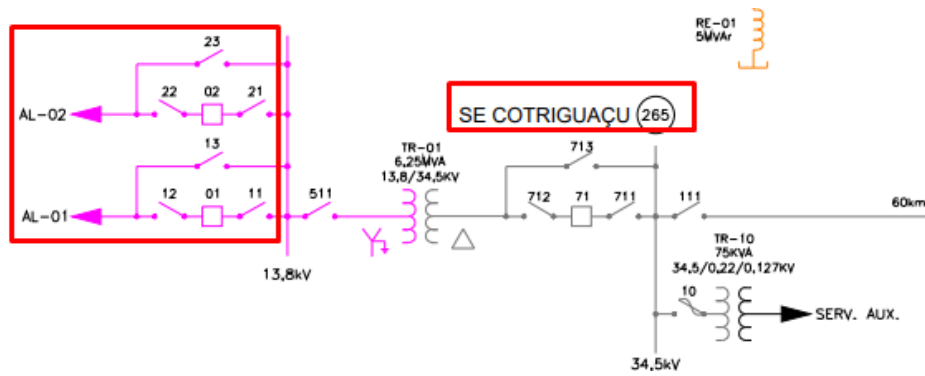 RE-01
5MVAr
23
22 02 21
AL-02
13
12 01 11
AL-01
511
13,8kV
TR-01
6,25MVA
13,8/34,5KV
SE COTRIGUAÇU 265
713
712 71 711
111
60km
TR-10
75KVA
34,5/0,22/0,127KV
10
SERV. AUX.
34,5kV